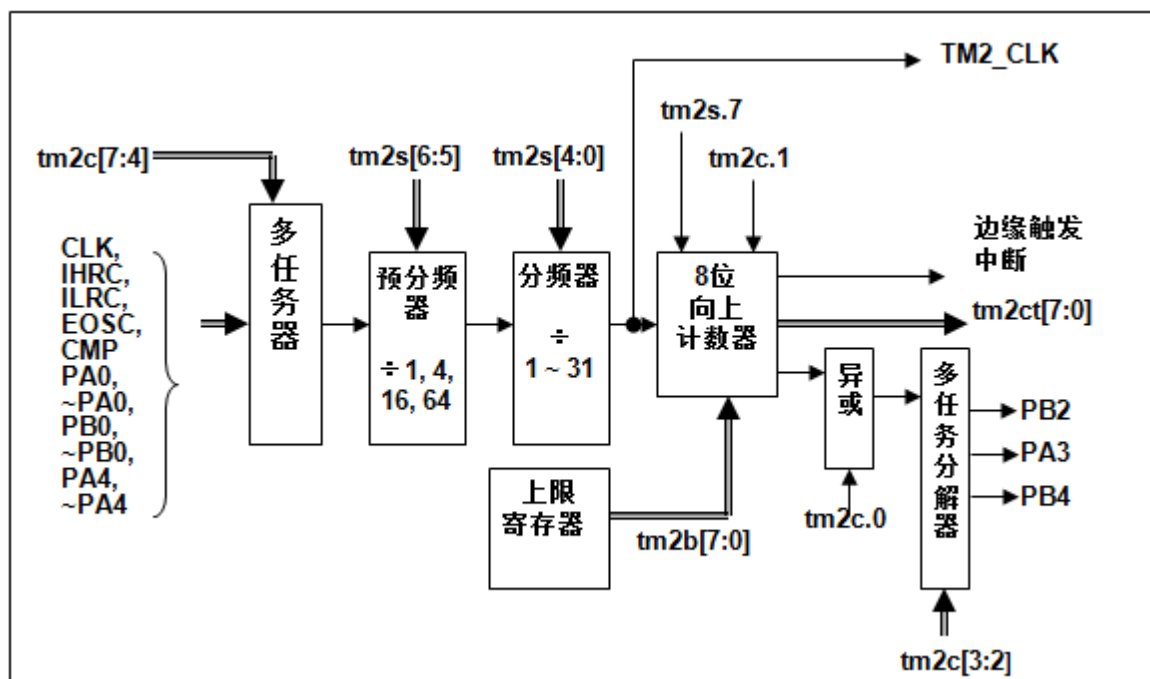 TM2_CLK
tm2s.7
tm2c[7:4]
tm2s[6:5]
tm2s[4:0]
tm2c.1
CLK,
IHRC,
ILRC,
EOSC,
CMP
PA0,
~PA0,
PB0,
~PB0,
PA4,
~PA4
多
任
务
器
预分频
器
÷1, 4,
16, 64
分频器
÷
1 ~ 31
8位
向上
计数器
边缘触发
中断
tm2ct[7:0]
上限
寄存器
tm2b[7:0]
异
或
tm2c.0
多
任
务
分
解
器
PB2
PA3
PB4
tm2c[3:2]